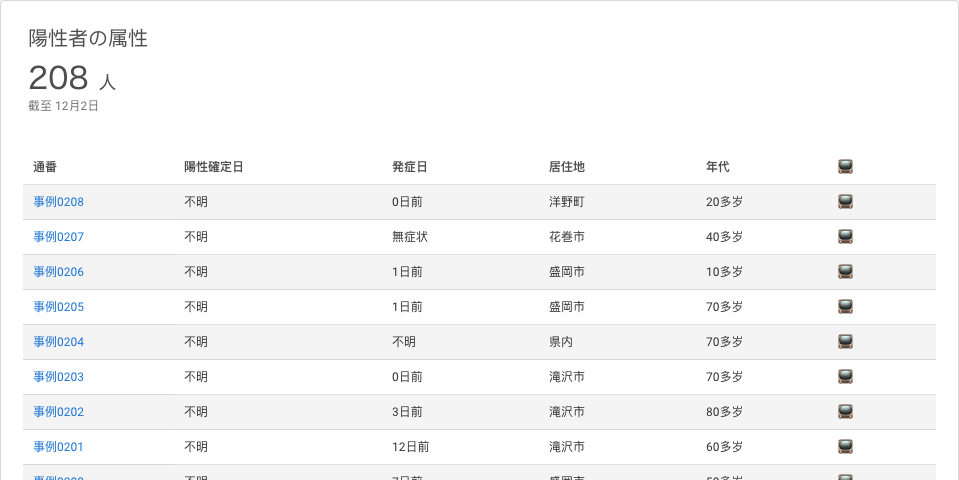 陽性者の属性
208 人
截至 12月2日
通番 陽性確定日 発症日 居住地 年代
事例0208 不明 0日前 洋野町 20多岁
事例0207 不明 無症状 花巻市 40多岁
事例0206 不明 1日前 盛岡市 10多岁
事例0205 不明 1日前 盛岡市 70多岁
事例0204 不明 不明 県内 70多岁
事例0203 不明 0日前 滝沢市 70多岁
事例0202 不明 3日前 滝沢市 80多岁
事例0201 不明 12日前 滝沢市 60多岁